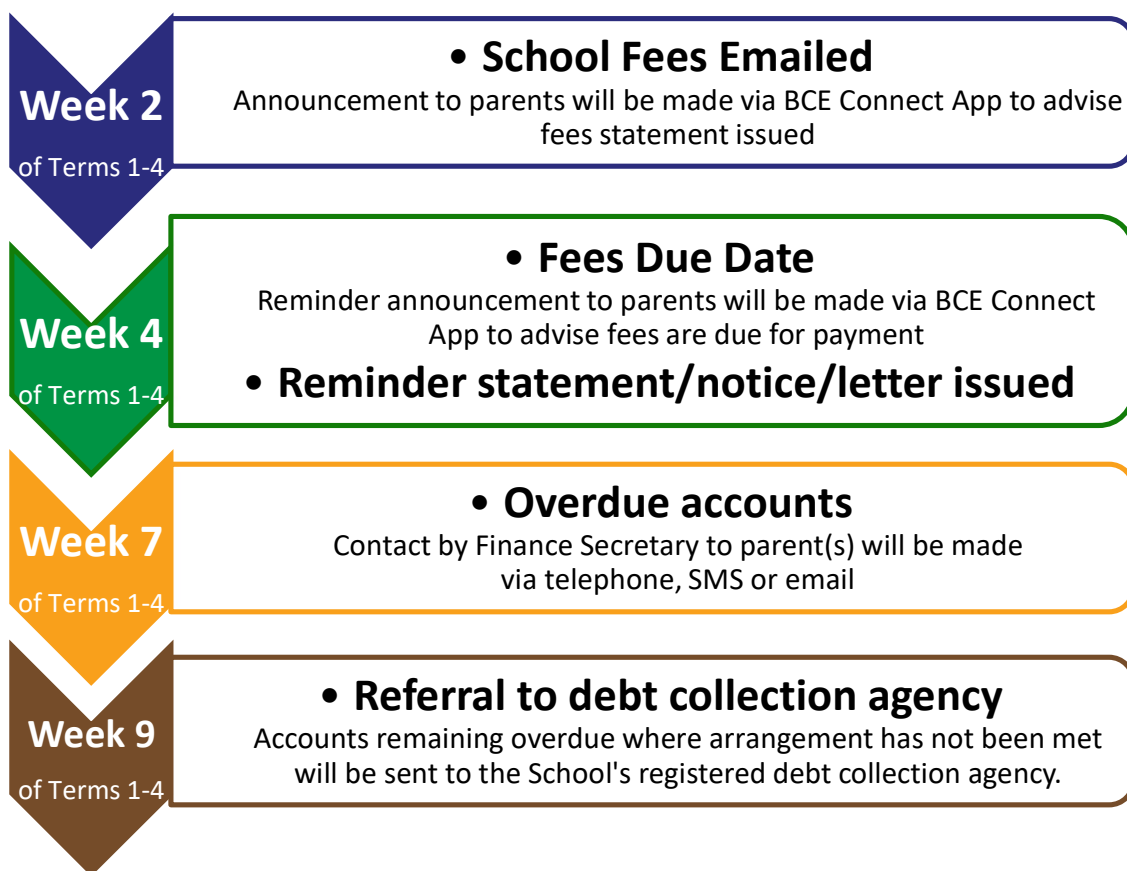 Week 2
of Terms 1-4
• School Fees Emailed
Announcement to parents will be made via BCE Connect App to advise
fees statement issued
Week 4
of Terms 1-4
• Fees Due Date
Reminder announcement to parents will be made via BCE Connect
App to advise fees are due for payment
• Reminder statement/notice/letter issued
Week 7
of Terms 1-4
• Overdue accounts
Contact by Finance Secretary to parent(s) will be made
via telephone, SMS or email
Week 9
of Terms 1-4
• Referral to debt collection agency
Accounts remaining overdue where arrangement has not been met
will be sent to the School's registered debt collection agency.